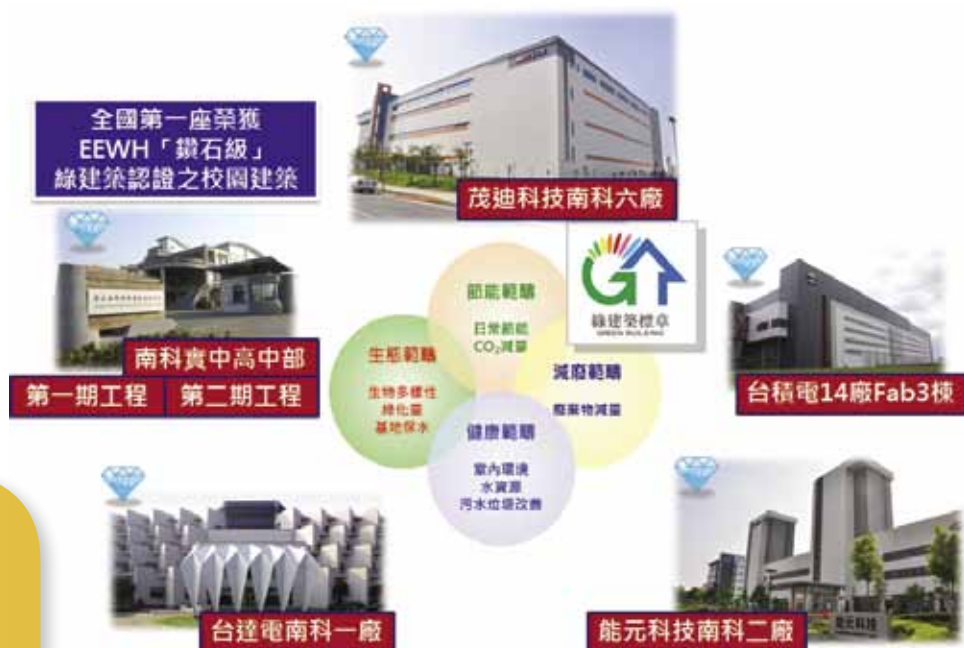 全國第一座榮獲
EEWH「鑽石級」
綠建築認證之校園建築
茂迪科技南科六廠
綠建築標章
GREEN BUILDING
南科實中高中部
第一期工程
第二期工程
台積電14廠Fab3棟
節能範疇
日常節能
CO₂減量
生態範疇
生物多樣性
綠化量
基地保水
減廢範疇
廢棄物減量
健康範疇
室內環境
水資源
污水垃圾改善
台達電南科一廠
能元科技
能元科技南科二廠